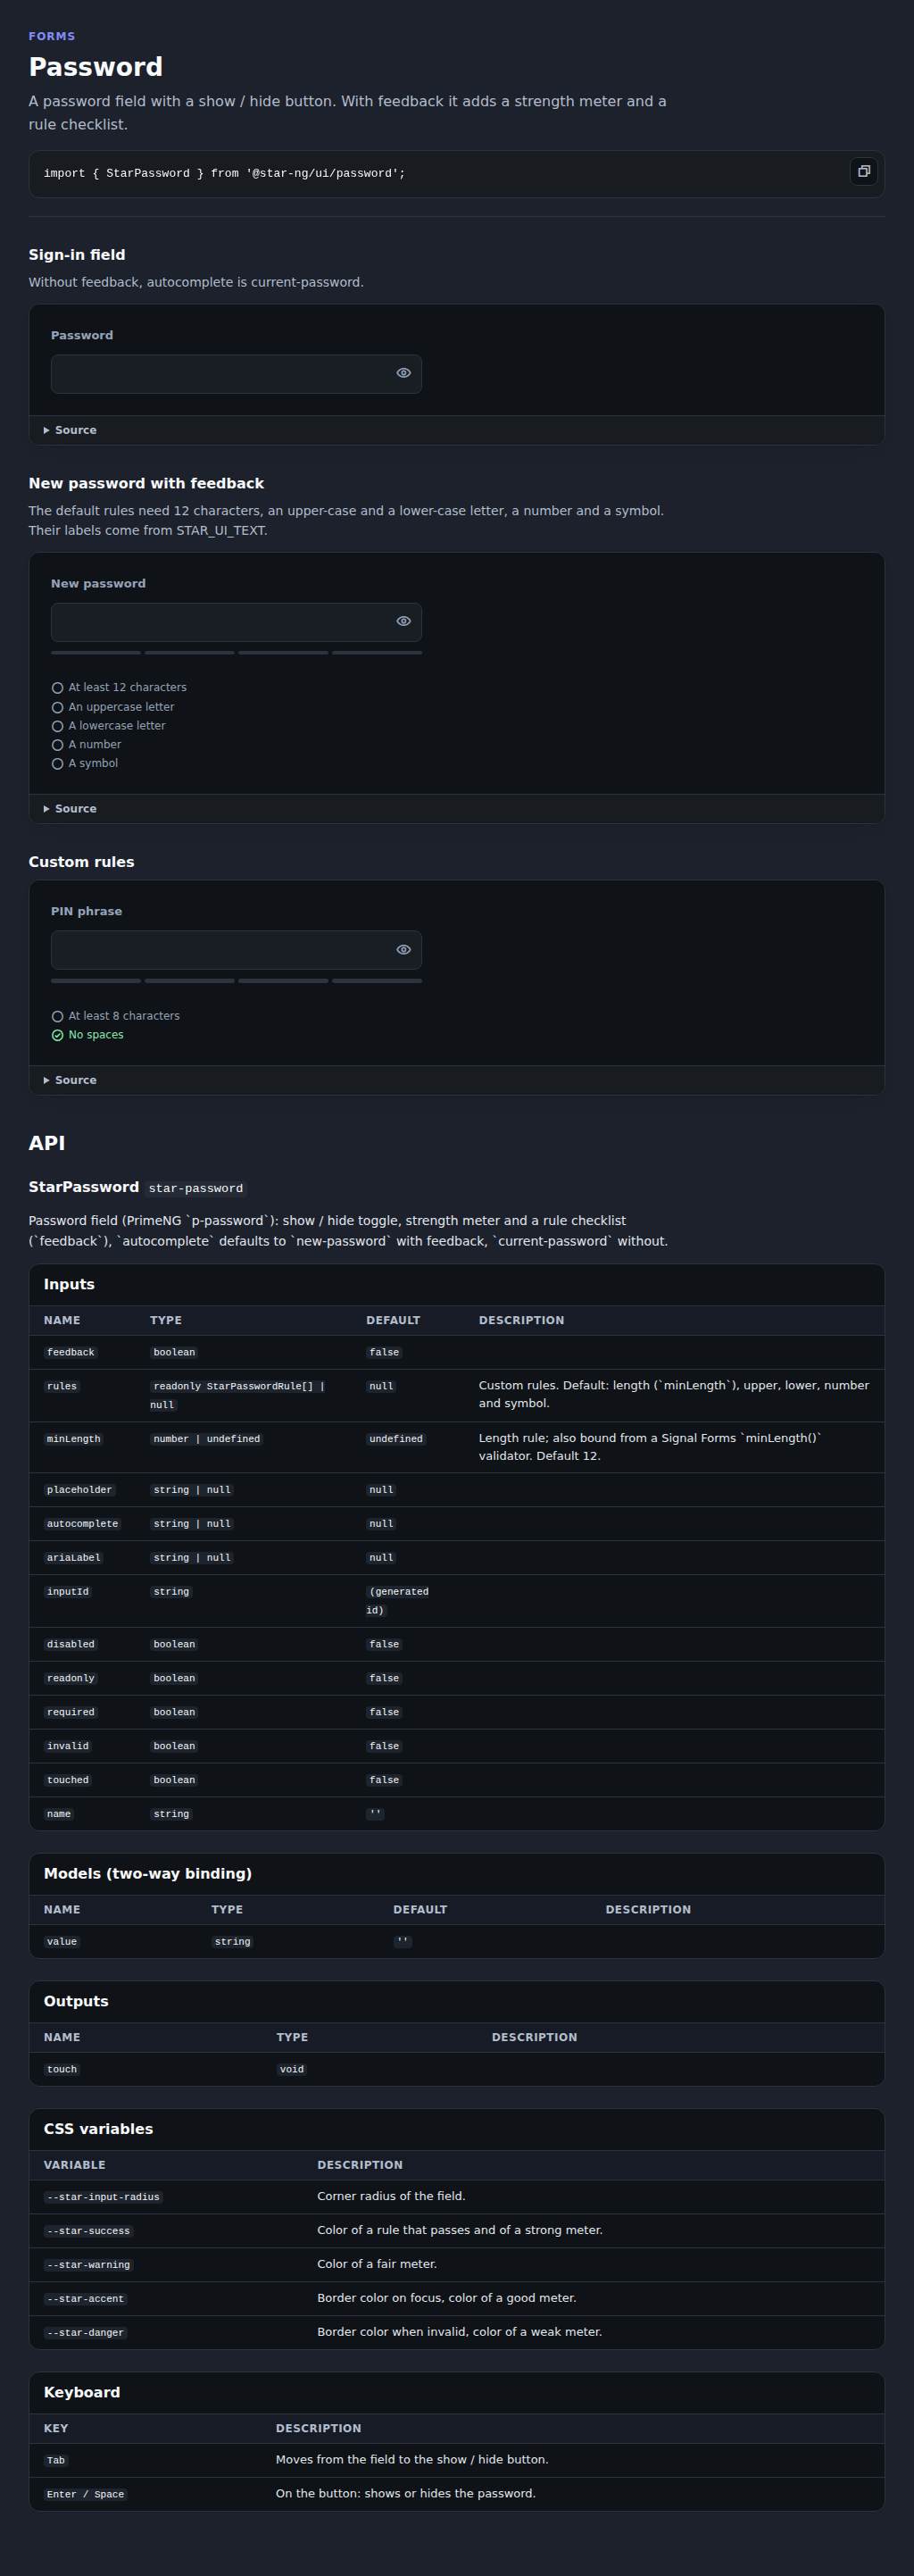 FORMS
Password
A password field with a show / hide button. With feedback it adds a strength meter and a
rule checklist.
import { StarPassword } from '@star-ng/ui/password';
Sign-in field
Without feedback, autocomplete is current-password.
Password
Source
New password with feedback
The default rules need 12 characters, an upper-case and a lower-case letter, a number and a symbol.
Their labels come from STAR_UI_TEXT.
New password
At least 12 characters
An uppercase letter
A lowercase letter
A number
A symbol
Source
Custom rules
PIN phrase
At least 8 characters
No spaces
Source
API
StarPassword star-password
Password field (PrimeNG `p-password`): show / hide toggle, strength meter and a rule checklist
(`feedback`), `autocomplete` defaults to `new-password` with feedback, `current-password` without.
Inputs
NAME TYPE DEFAULT DESCRIPTION
feedback boolean false
rules readonly StarPasswordRule[] | null Custom rules. Default: length (`minLength`), upper, lower, number
null and symbol.
minLength number | undefined undefined Length rule; also bound from a Signal Forms `minLength()`
validator. Default 12.
placeholder string | null null
autocomplete string | null null
ariaLabel string | null null
inputId string (generated
id)
disabled boolean false
readonly boolean false
required boolean false
invalid boolean false
touched boolean false
name string ''
Models (two-way binding)
NAME TYPE DEFAULT DESCRIPTION
value string ''
Outputs
NAME TYPE DESCRIPTION
touch void
CSS variables
VARIABLE DESCRIPTION
--star-input-radius Corner radius of the field.
--star-success Color of a rule that passes and of a strong meter.
--star-warning Color of a fair meter.
--star-accent Border color on focus, color of a good meter.
--star-danger Border color when invalid, color of a weak meter.
Keyboard
KEY DESCRIPTION
Tab Moves from the field to the show / hide button.
Enter / Space On the button: shows or hides the password.